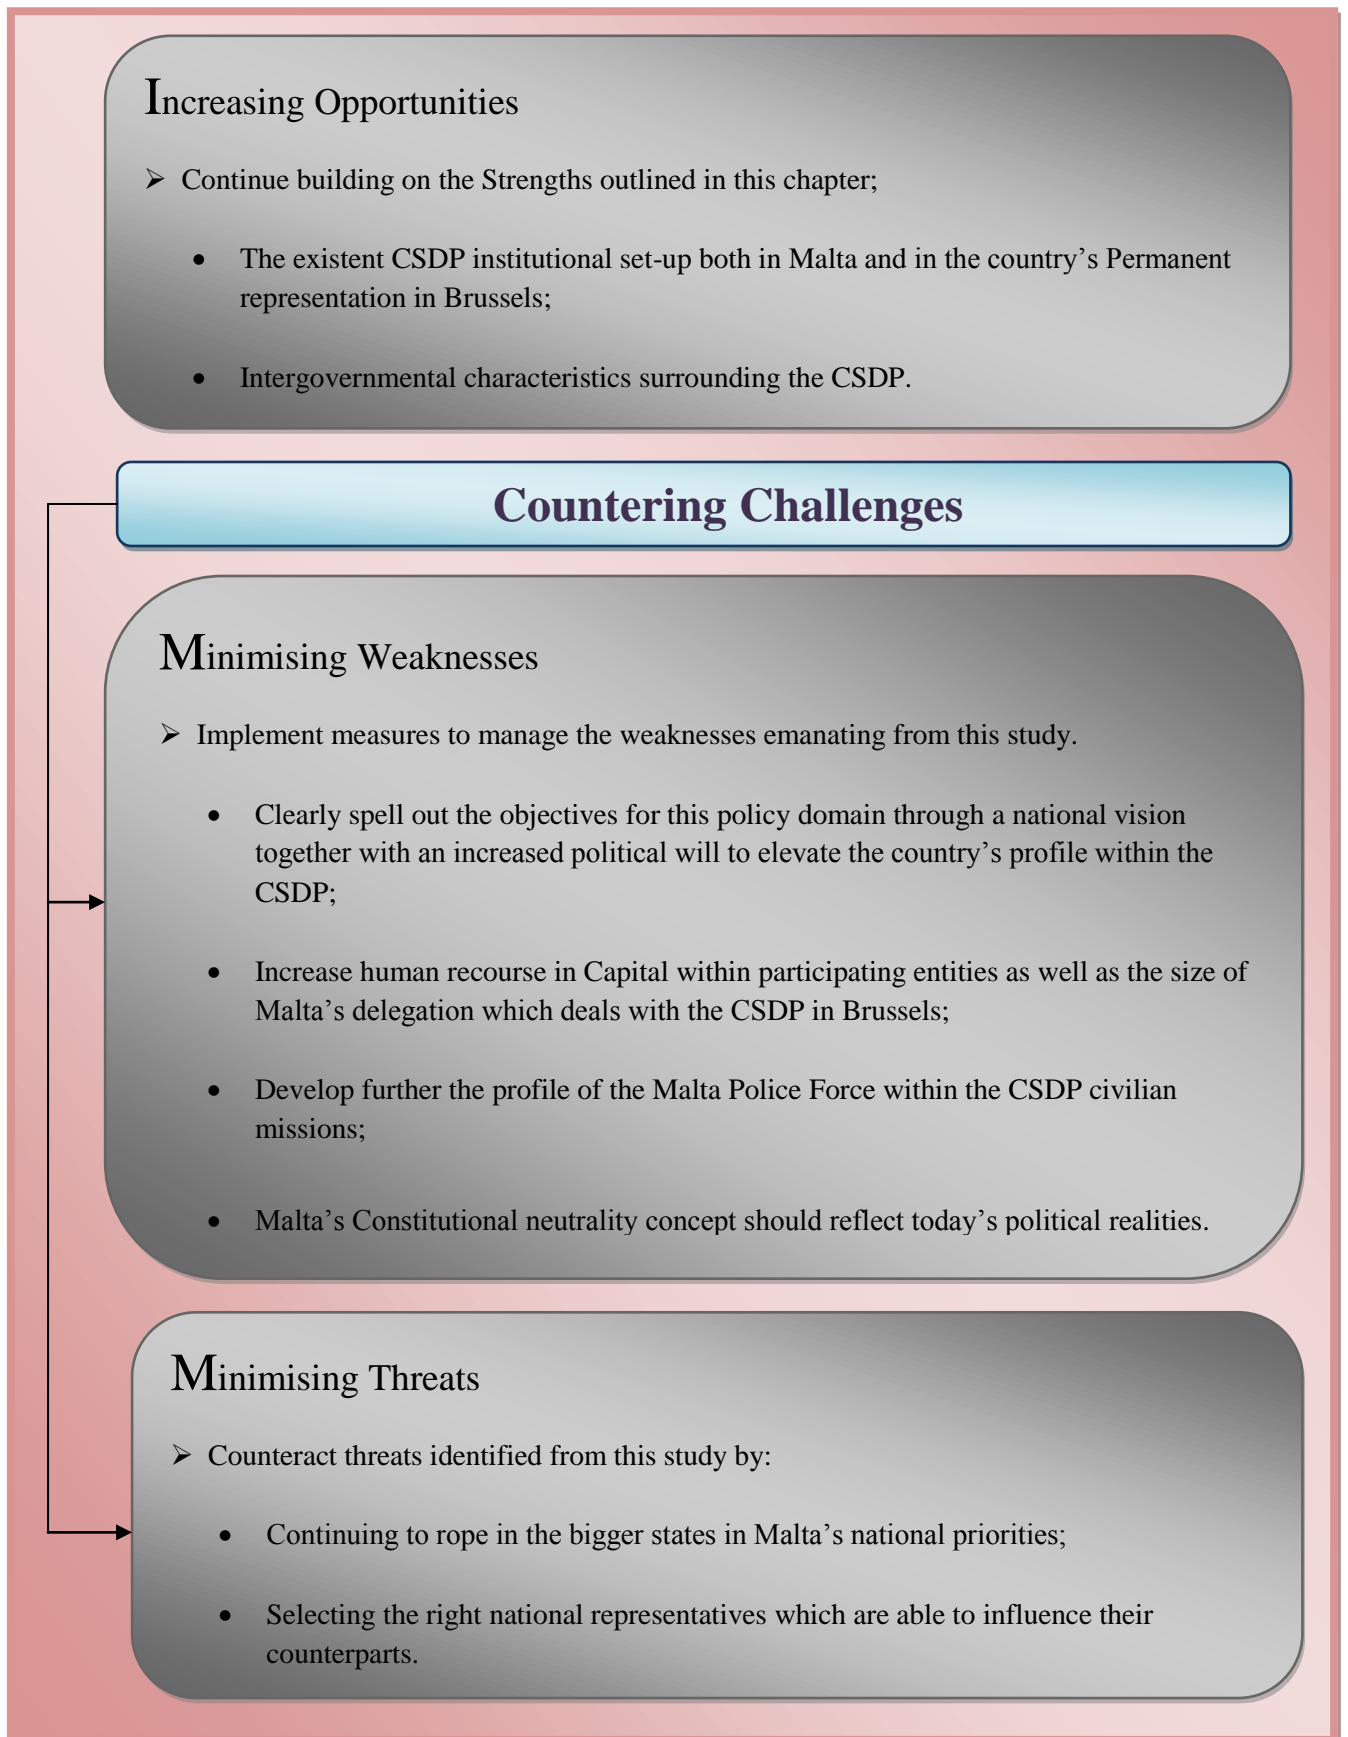 Increasing Opportunities
➢ Continue building on the Strengths outlined in this chapter;
• The existent CSDP institutional set-up both in Malta and in the country’s Permanent
representation in Brussels;
• Intergovernmental characteristics surrounding the CSDP.
Countering Challenges
Minimising Weaknesses
➢ Implement measures to manage the weaknesses emanating from this study.
• Clearly spell out the objectives for this policy domain through a national vision
together with an increased political will to elevate the country’s profile within the
CSDP;
• Increase human recourse in Capital within participating entities as well as the size of
Malta’s delegation which deals with the CSDP in Brussels;
• Develop further the profile of the Malta Police Force within the CSDP civilian
missions;
• Malta’s Constitutional neutrality concept should reflect today’s political realities.
Minimising Threats
➢ Counteract threats identified from this study by:
• Continuing to rope in the bigger states in Malta’s national priorities;
• Selecting the right national representatives which are able to influence their
counterparts.